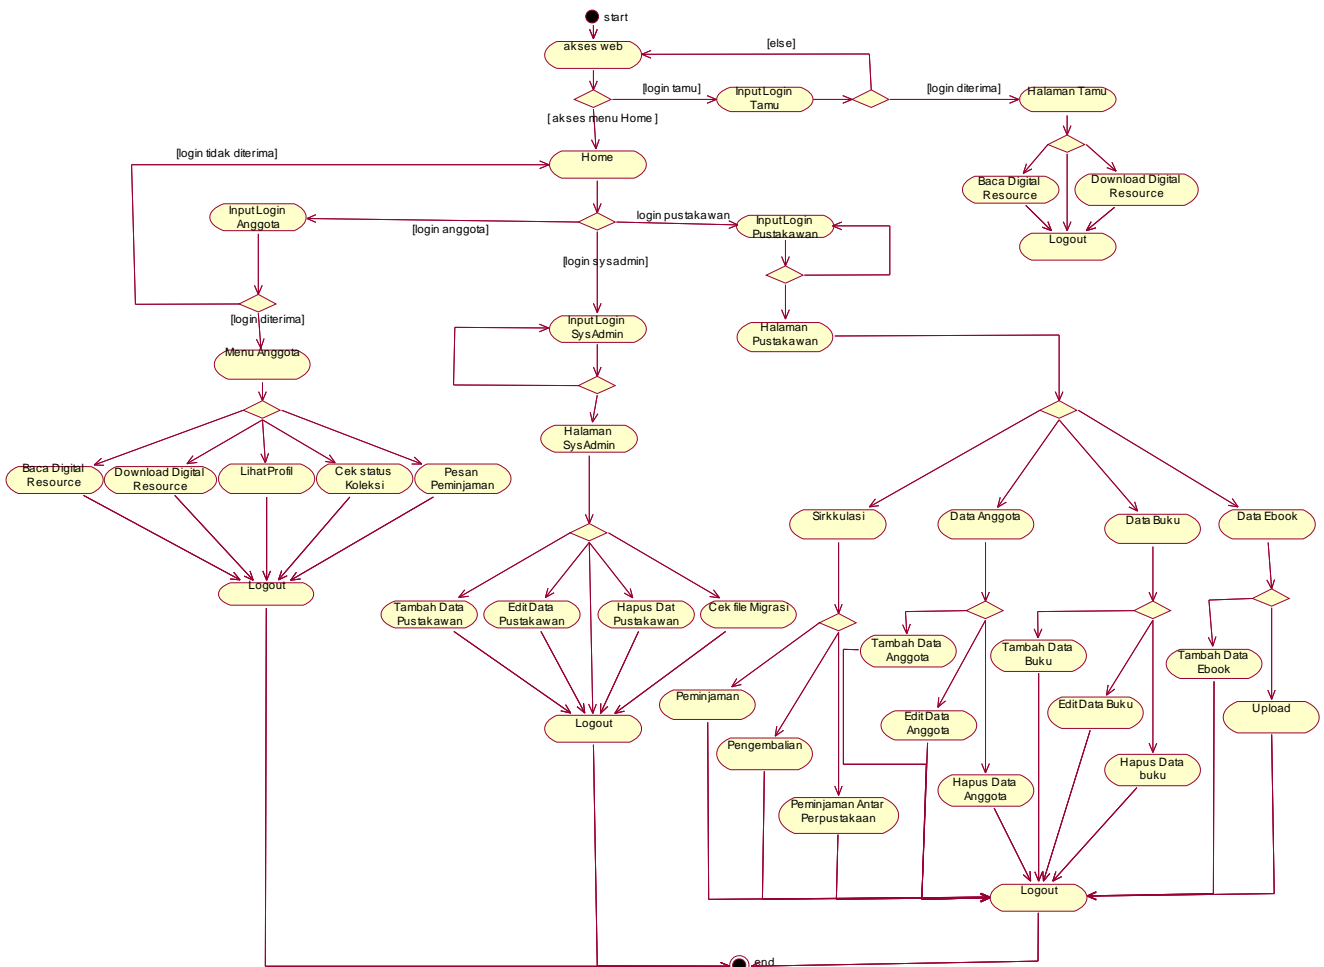 start
akses web
[else]
[login tamu]
Input Login
Tamu
[login diterima]
Halaman Tamu
[ akses menu Home ]
[login tidak diterima]
Home
Baca Digital
Resource
Download Digital
Resource
Input Login
Anggota
[login anggota]
login pustakawan
Input Login
Pustakawan
Logout
[login sysadmin]
[login diterima]
Input Login
SysAdmin
Halaman
Pustakawan
Menu Anggota
Halaman
SysAdmin
Baca Digital
Resource
Download Digital
Resource
Lihat Profil
Cek status
Koleksi
Pesan
Peminjaman
Sirkkulasi
Data Anggota
Data Buku
Data Ebook
Logout
Tambah Data
Pustakawan
Edit Data
Pustakawan
Hapus Dat
Pustakawan
Cek file Migrasi
Tambah Data
Anggota
Tambah Data
Buku
Tambah Data
Ebook
Peminjaman
Edit Data
Anggota
Edit Data Buku
Upload
Logout
Pengembalian
Hapus Data
Anggota
Hapus Data
buku
Peminjaman Antar
Perpustakaan
Logout
end